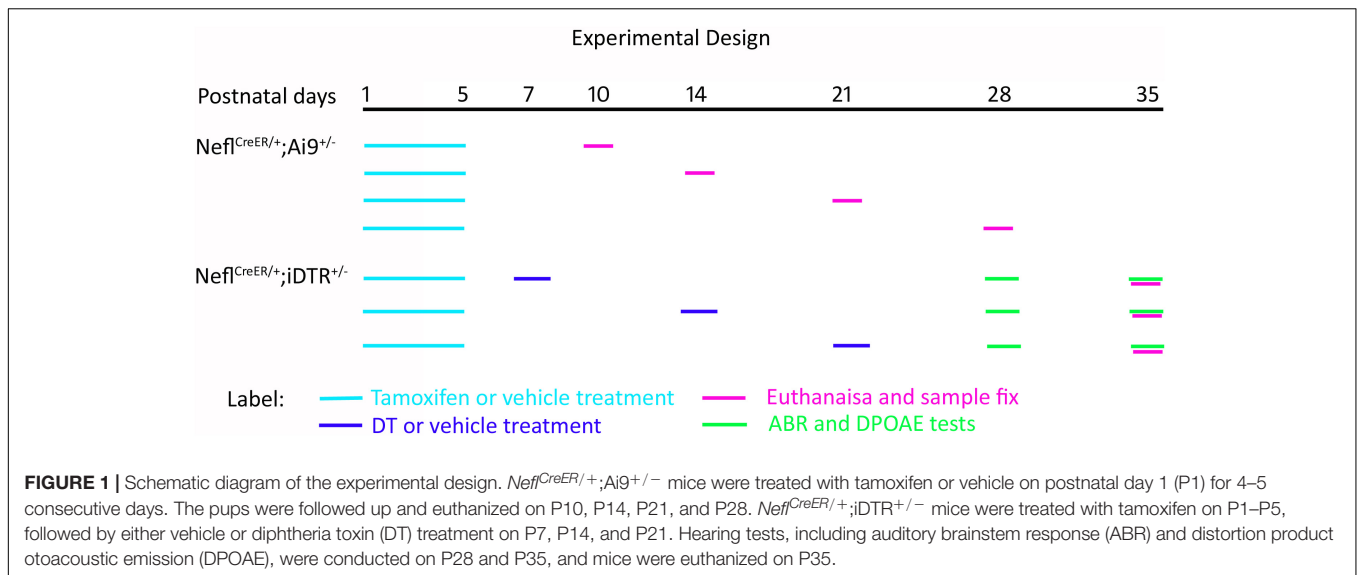 Experimental Design
Postnatal days 1 5 7 10 14 21 28 35
Nefl^CreER/+;Ai9^+/-
Nefl^CreER/+;iDTR^+/-
Label: Tamoxifen or vehicle treatment Euthanaisa and sample fix
DT or vehicle treatment ABR and DPOAE tests
FIGURE 1 | Schematic diagram of the experimental design. Nefl^CreER/+;Ai9^+/− mice were treated with tamoxifen or vehicle on postnatal day 1 (P1) for 4–5
consecutive days. The pups were followed up and euthanized on P10, P14, P21, and P28. Nefl^CreER/+;iDTR^+/− mice were treated with tamoxifen on P1–P5,
followed by either vehicle or diphtheria toxin (DT) treatment on P7, P14, and P21. Hearing tests, including auditory brainstem response (ABR) and distortion product
otoacoustic emission (DPOAE), were conducted on P28 and P35, and mice were euthanized on P35.